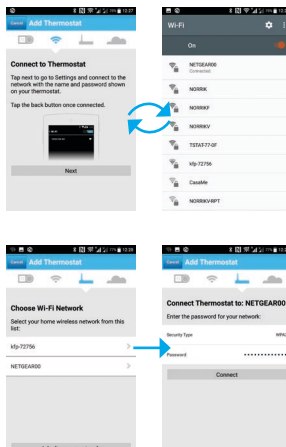 12:27
Cancel Add Thermostat
Connect to Thermostat
Tap next to go to Settings and connect to the
network with the name and password shown
on your thermostat.
Tap the back button once connected.
Next
Wi-Fi
On
NETGEAR00
Connected
NORRIK
NORRIKF
NORRIKV
TSTAT-77-0F
kfp-72756
CasaMe
NORRIKV-RPT
12:28
Cancel Add Thermostat
Choose Wi-Fi Network
Select your home wireless network from this
list:
kfp-72756
NETGEAR00
Cancel Add Thermostat
Connect Thermostat to: NETGEAR00
Enter the password for your network:
Security Type
Password
Connect